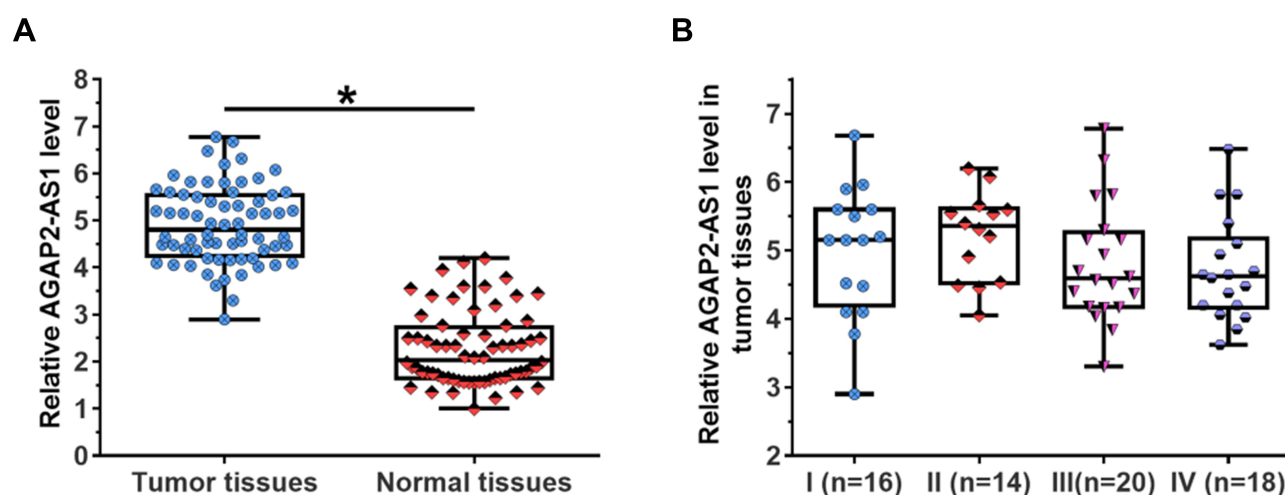 A
Relative AGAP2-AS1 level
8
7
6
5
4
3
2
1
0
*
Tumor tissues
Normal tissues
B
Relative AGAP2-AS1 level in
tumor tissues
7
6
5
4
3
2
I (n=16)
II (n=14)
III(n=20)
IV (n=18)